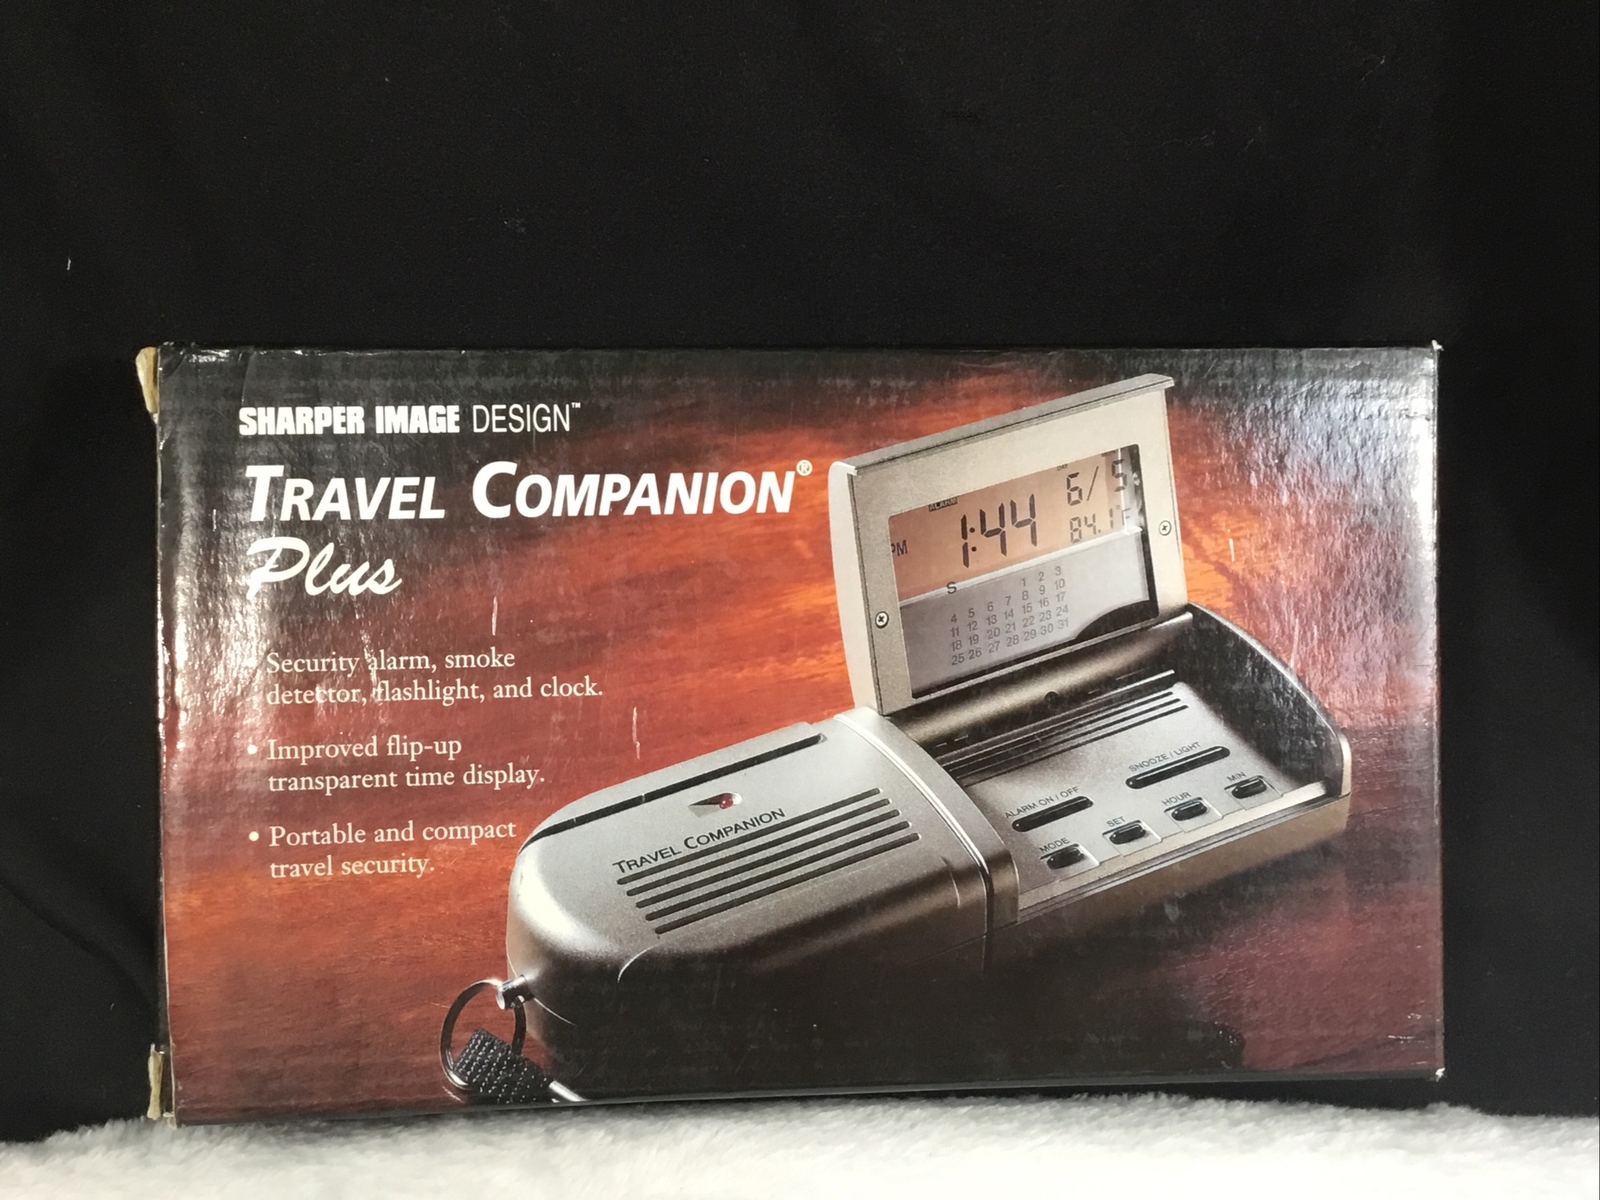 SHARPER IMAGE DESIGN™
TRAVEL COMPANION®
Plus
• Security alarm, smoke
detector, flashlight, and clock.
• Improved flip-up
transparent time display.
• Portable and compact
travel security.
ALARM
PM 1:44
6/5
84.1°F
S
1 2 3
4 5 6 7 8 9 10
11 12 13 14 15 16 17
18 19 20 21 22 23 24
25 26 27 28 29 30 31
SNOOZE / LIGHT
ALARM ON / OFF
MIN
HOUR
SET
MODE
TRAVEL COMPANION